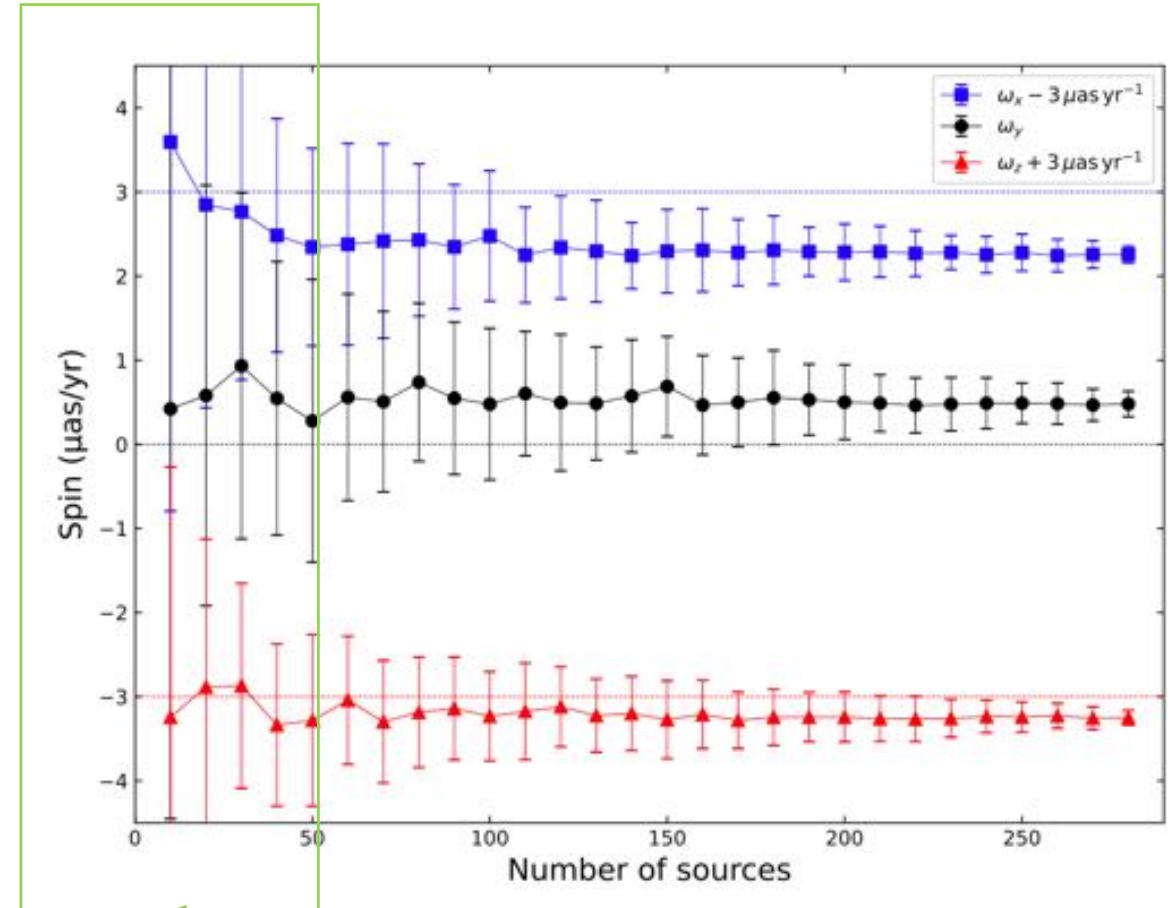 ωx − 3 μas yr⁻¹
ωy
ωz + 3 μas yr⁻¹
4
3
2
1
0
−1
−2
−3
−4
Spin (μas/yr)
0 50 100 150 200 250
Number of sources